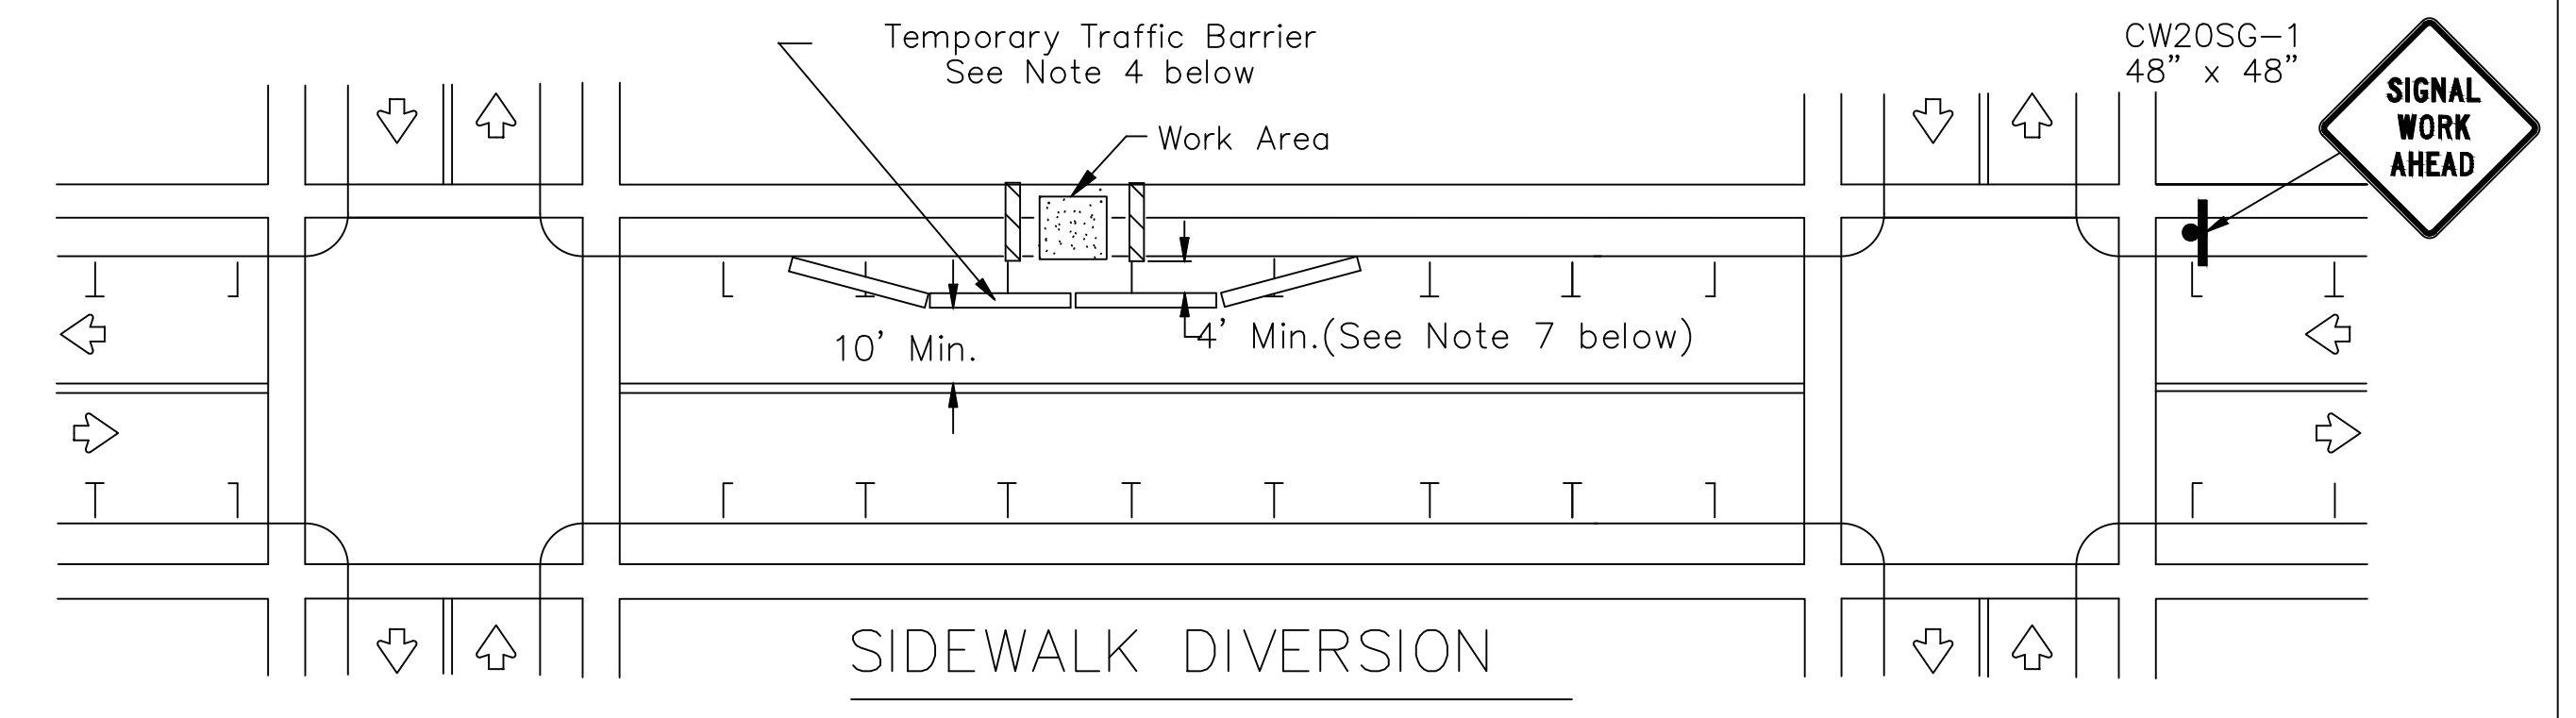 Temporary Traffic Barrier
See Note 4 below
Work Area
CW20SG-1
48" x 48"
SIGNAL
WORK
AHEAD
10' Min.
4' Min.(See Note 7 below)
SIDEWALK DIVERSION